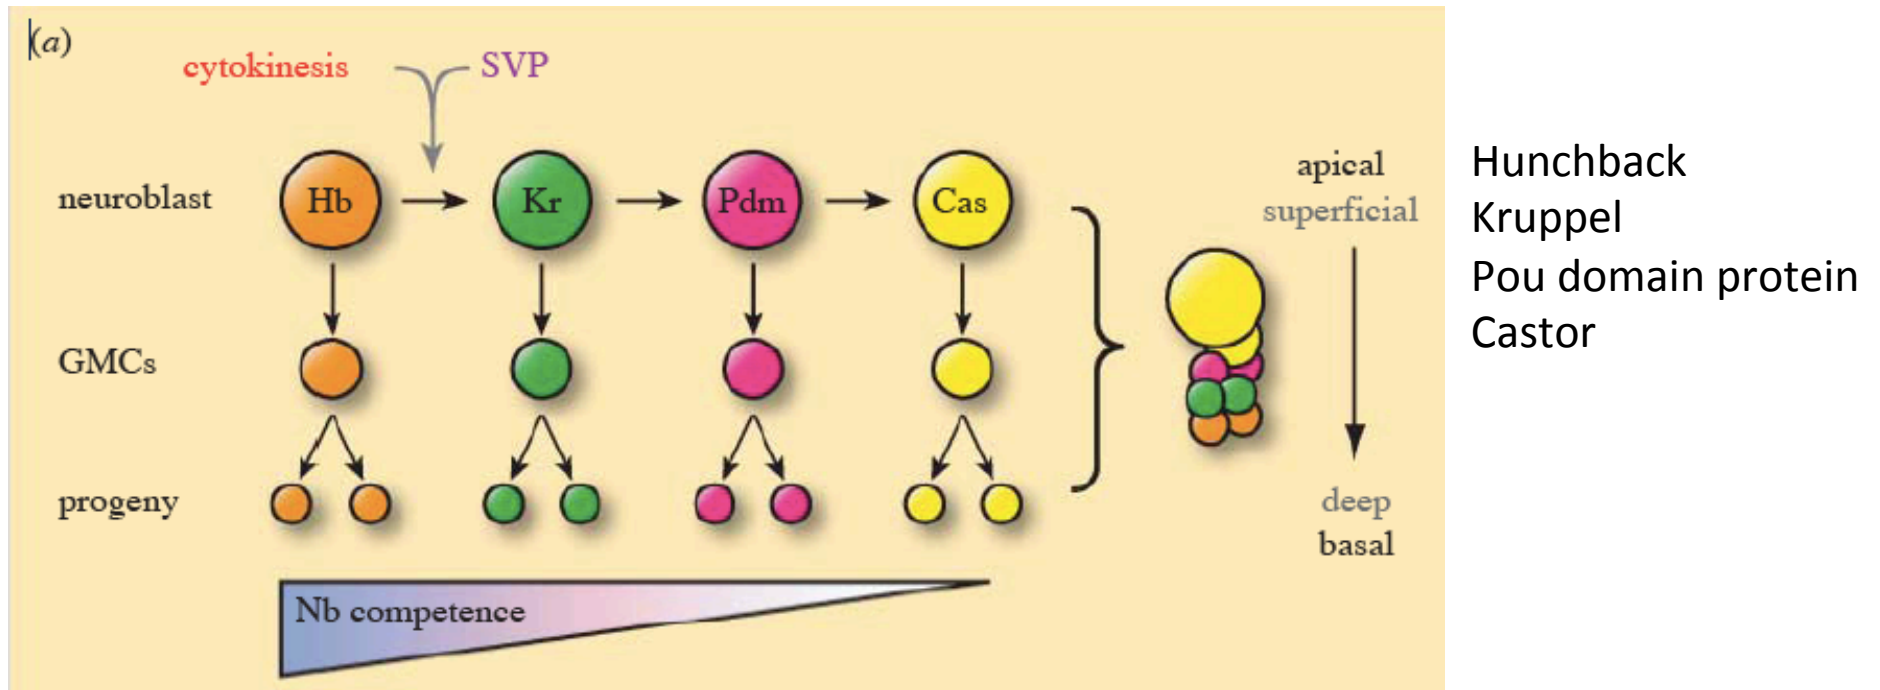 (a)
cytokinesis SVP
neuroblast Hb Kr Pdm Cas
GMCs
progeny
Nb competence
apical
superficial
deep
basal
Hunchback
Kruppel
Pou domain protein
Castor